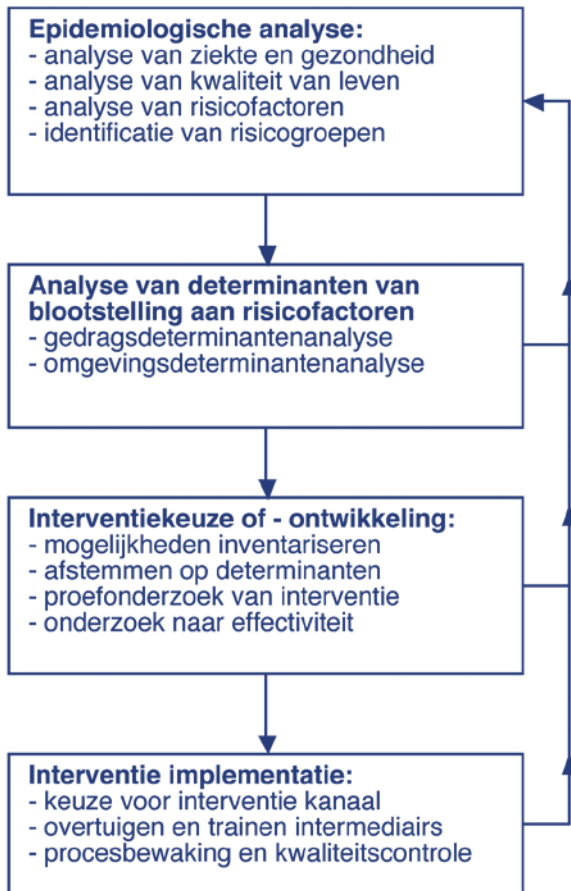 Epidemiologische analyse:
- analyse van ziekte en gezondheid
- analyse van kwaliteit van leven
- analyse van risicofactoren
- identificatie van risicogroepen
Analyse van determinanten van
blootstelling aan risicofactoren
- gedragsdeterminantenanalyse
- omgevingsdeterminantenanalyse
Interventiekeuze of - ontwikkeling:
- mogelijkheden inventariseren
- afstemmen op determinanten
- proefonderzoek van interventie
- onderzoek naar effectiviteit
Interventie implementatie:
- keuze voor interventie kanaal
- overtuigen en trainen intermediairs
- procesbewaking en kwaliteitscontrole